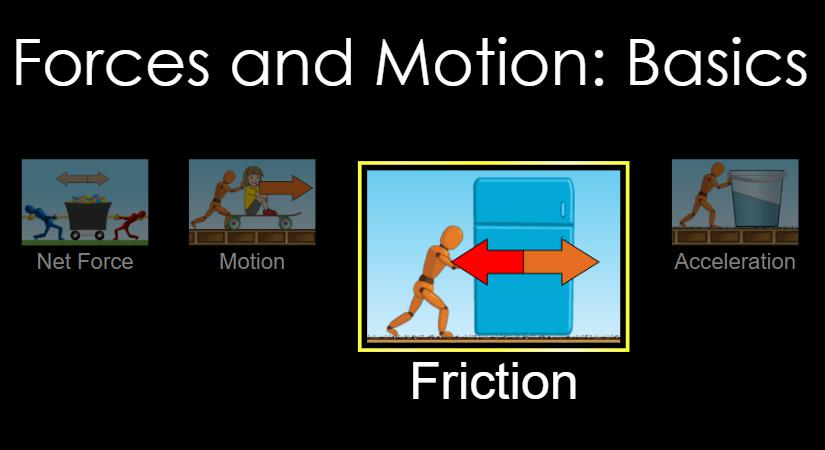 Forces and Motion: Basics
Net Force
Motion
Friction
Acceleration